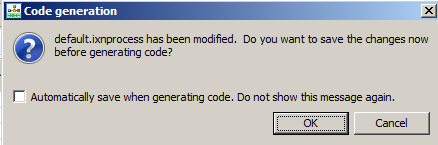 Code generation
default.ixnprocess has been modified.  Do you want to save the changes now
before generating code?
Automatically save when generating code. Do not show this message again.
OK
Cancel